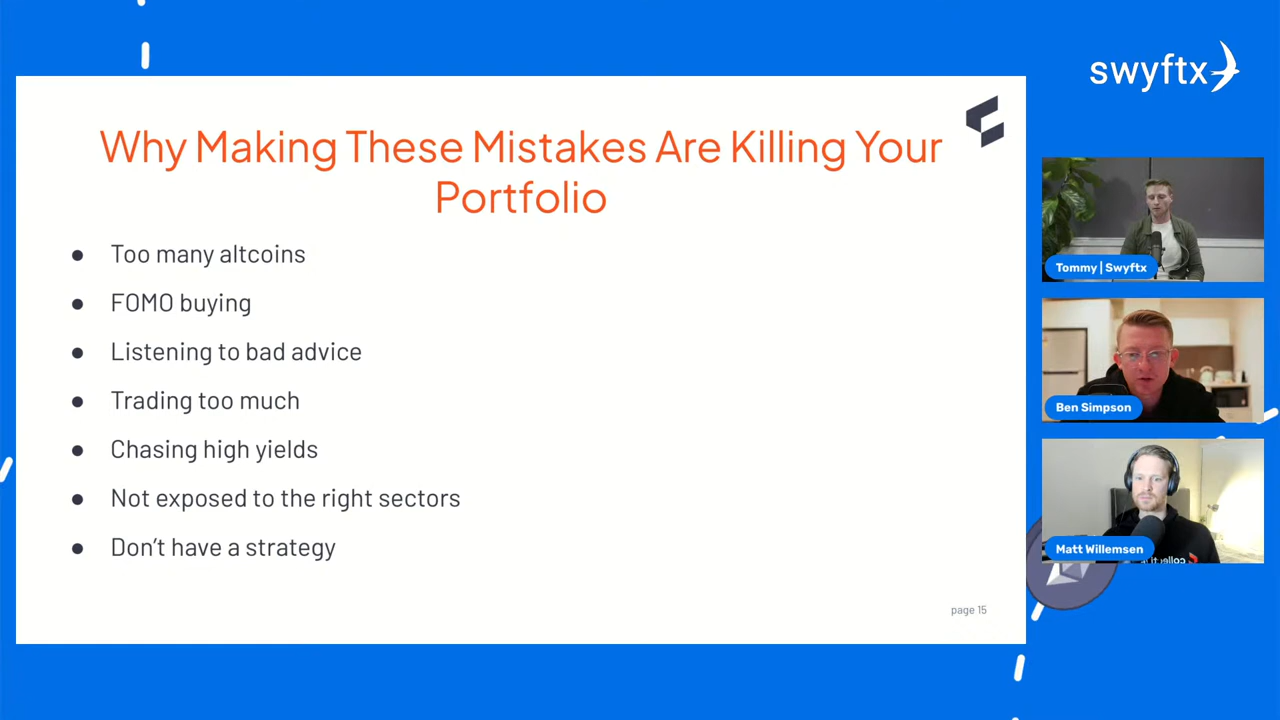 swyftx
Why Making These Mistakes Are Killing Your
Portfolio
● Too many altcoins
● FOMO buying
● Listening to bad advice
● Trading too much
● Chasing high yields
● Not exposed to the right sectors
● Don’t have a strategy
page 15
Tommy | Swyftx
Ben Simpson
Matt Willemsen